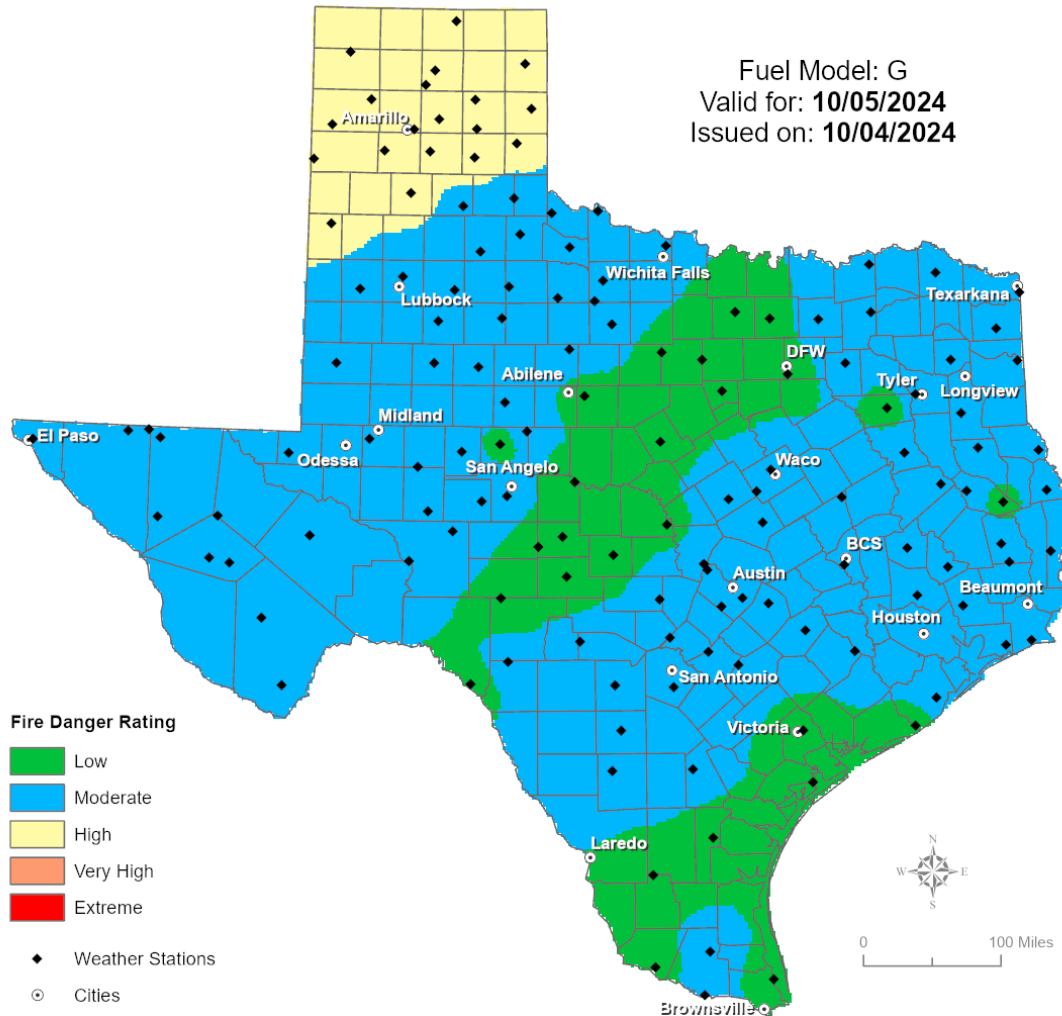 Fuel Model: G
Valid for: 10/05/2024
Issued on: 10/04/2024
Amarillo
Wichita Falls
Lubbock
Texarkana
DFW
Abilene
Tyler
Longview
Midland
El Paso
Odessa
San Angelo
Waco
BCS
Austin
Beaumont
Houston
San Antonio
Victoria
Laredo
Brownsville
Fire Danger Rating
Low
Moderate
High
Very High
Extreme
Weather Stations
Cities
N
W E
S
0 100 Miles